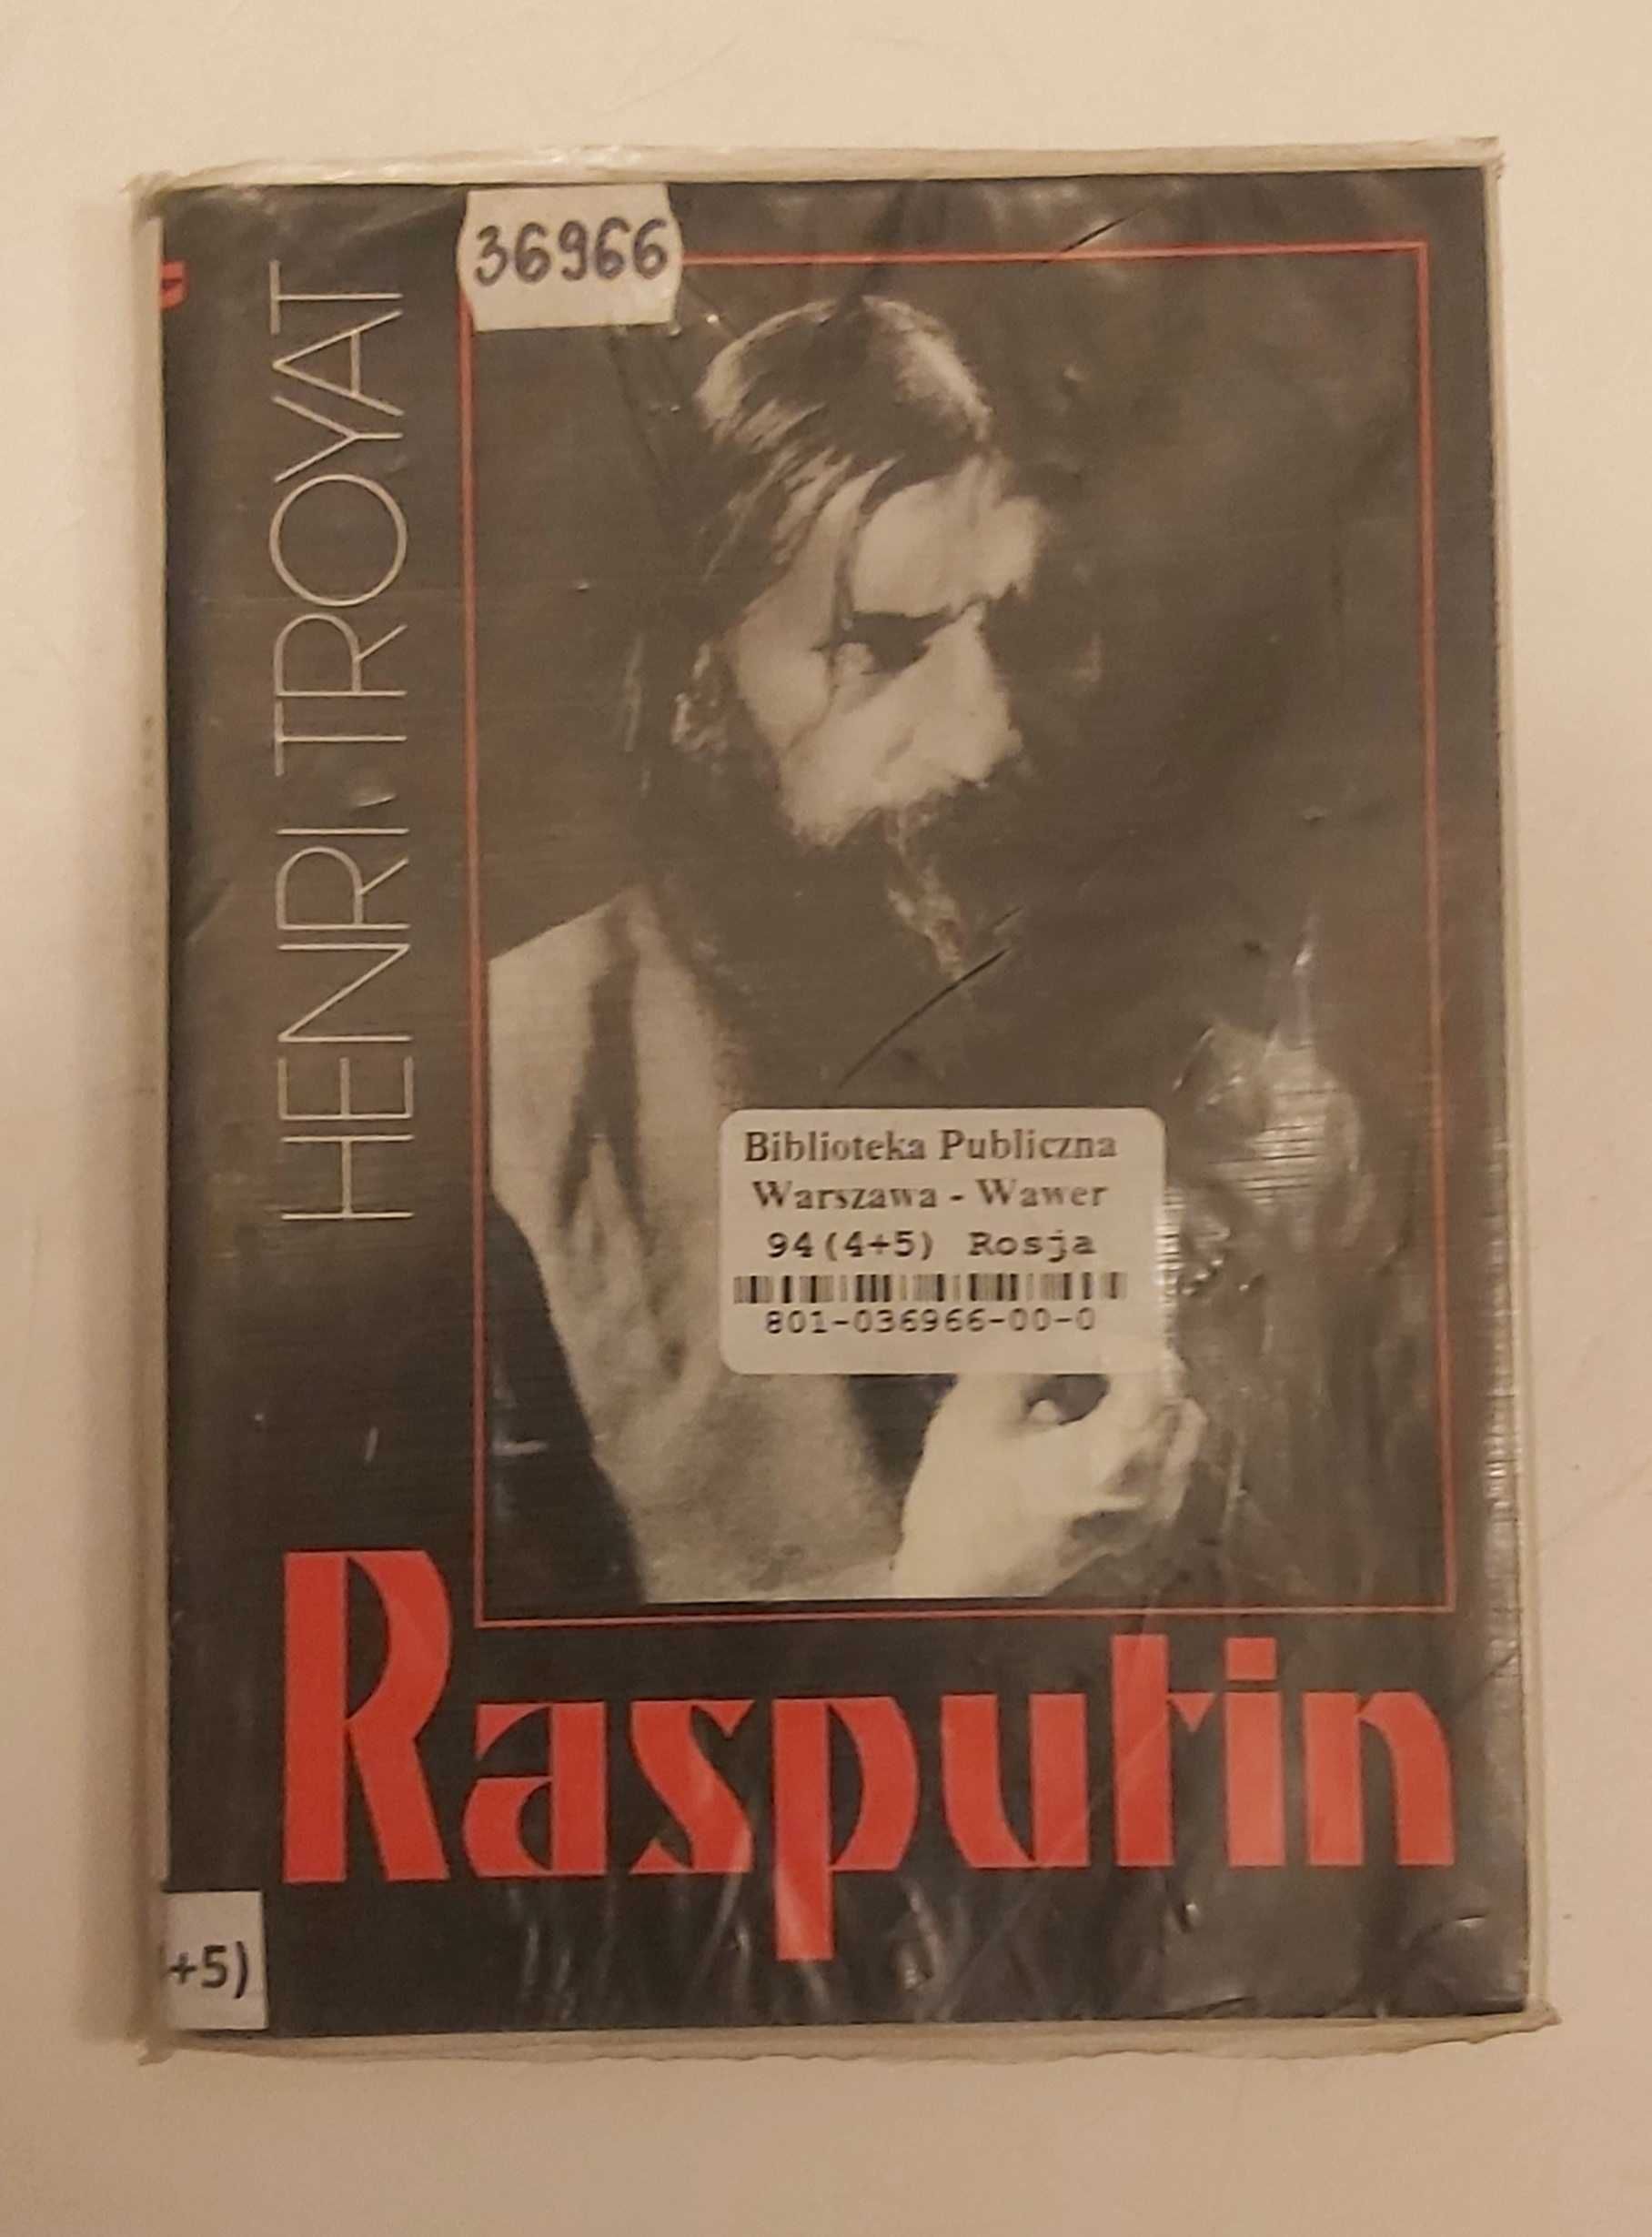 36966
HENRI TROYAT
Biblioteka Publiczna
Warszawa - Wawer
94(4+5) Rosja
801-036966-00-0
Rasputin
+5)